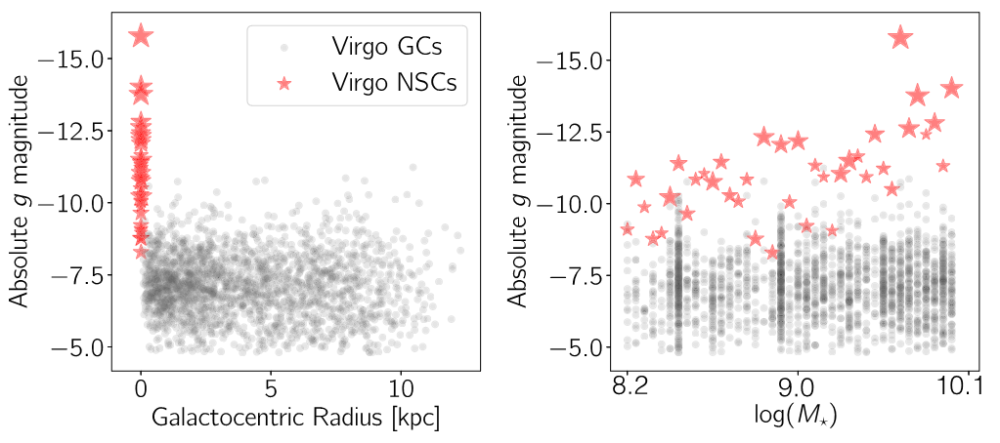 −15.0
−12.5
−10.0
−7.5
−5.0
Absolute g magnitude
0
5
10
Galactocentric Radius [kpc]
Virgo GCs
Virgo NSCs
−15.0
−12.5
−10.0
−7.5
−5.0
Absolute g magnitude
8.2
9.0
10.1
log(M⋆)